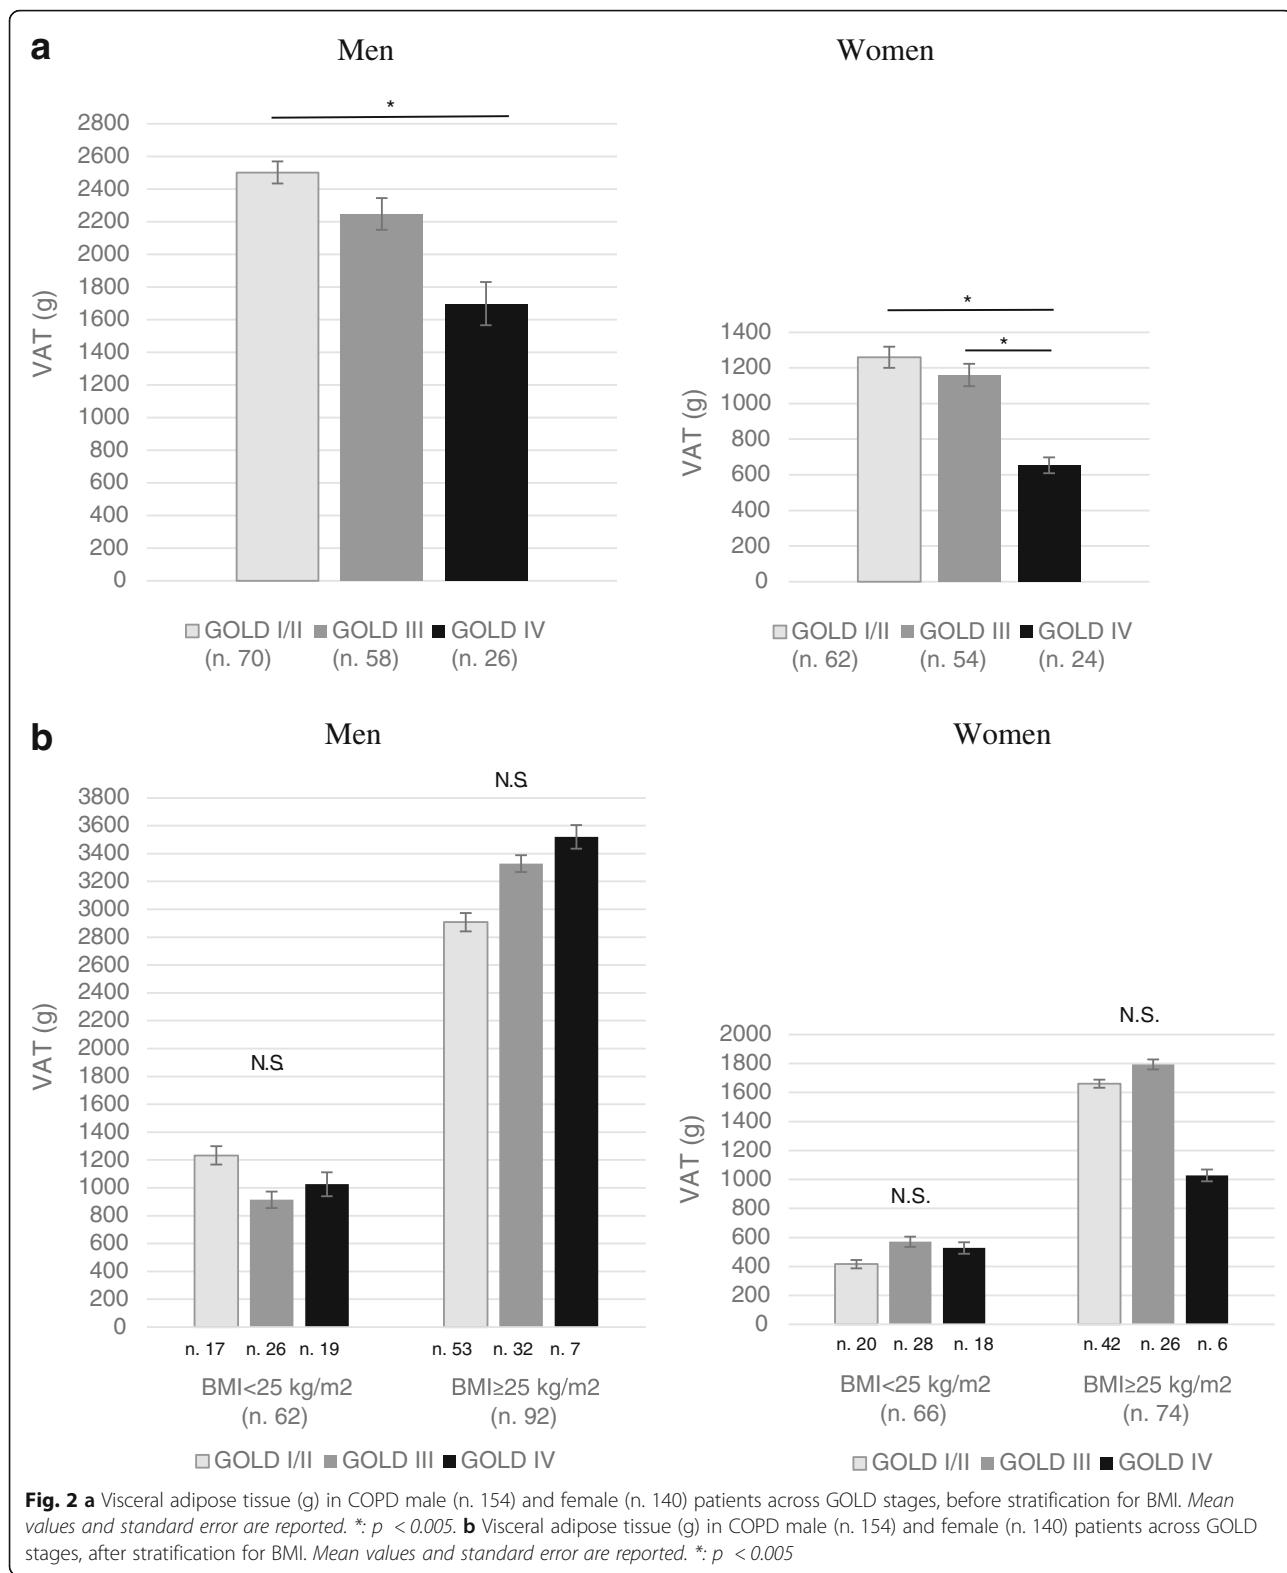 a
Men
Women
*
2800
2600
2400
2200
2000
1800
1600
1400
1200
1000
800
600
400
200
0
VAT (g)
GOLD I/II GOLD III GOLD IV
(n. 70) (n. 58) (n. 26)
*
*
1400
1200
1000
800
600
400
200
0
VAT (g)
GOLD I/II GOLD III GOLD IV
(n. 62) (n. 54) (n. 24)
b
Men
Women
N.S.
N.S.
3800
3600
3400
3200
3000
2800
2600
2400
2200
2000
1800
1600
1400
1200
1000
800
600
400
200
0
VAT (g)
n. 17 n. 26 n. 19 n. 53 n. 32 n. 7
BMI<25 kg/m2 BMI≥25 kg/m2
(n. 62) (n. 92)
GOLD I/II GOLD III GOLD IV
N.S.
N.S.
2000
1800
1600
1400
1200
1000
800
600
400
200
0
VAT (g)
n. 20 n. 28 n. 18 n. 42 n. 26 n. 6
BMI<25 kg/m2 BMI≥25 kg/m2
(n. 66) (n. 74)
GOLD I/II GOLD III GOLD IV
Fig. 2 a Visceral adipose tissue (g) in COPD male (n. 154) and female (n. 140) patients across GOLD stages, before stratification for BMI. Mean
values and standard error are reported. *: p < 0.005. b Visceral adipose tissue (g) in COPD male (n. 154) and female (n. 140) patients across GOLD
stages, after stratification for BMI. Mean values and standard error are reported. *: p < 0.005